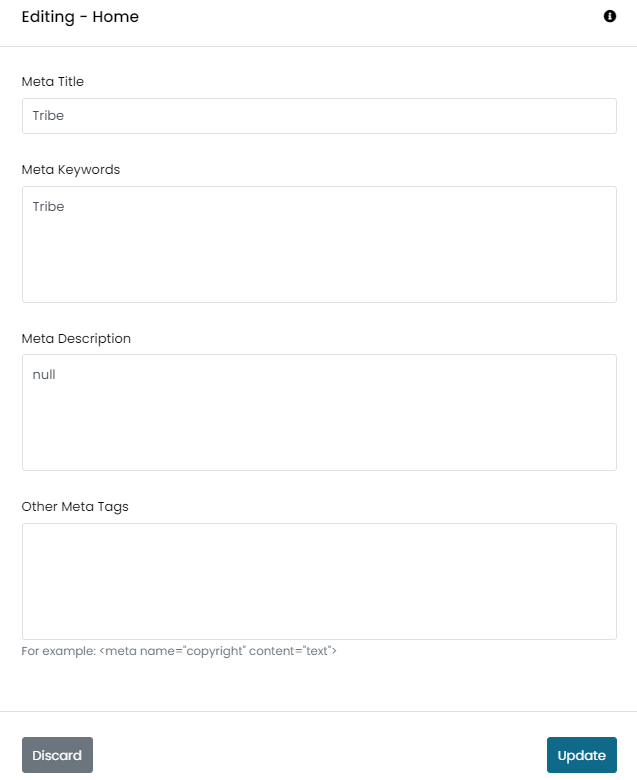 Editing - Home
Meta Title
Tribe
Meta Keywords
Tribe
Meta Description
null
Other Meta Tags
For example: <meta name="copyright" content="text">
Discard
Update